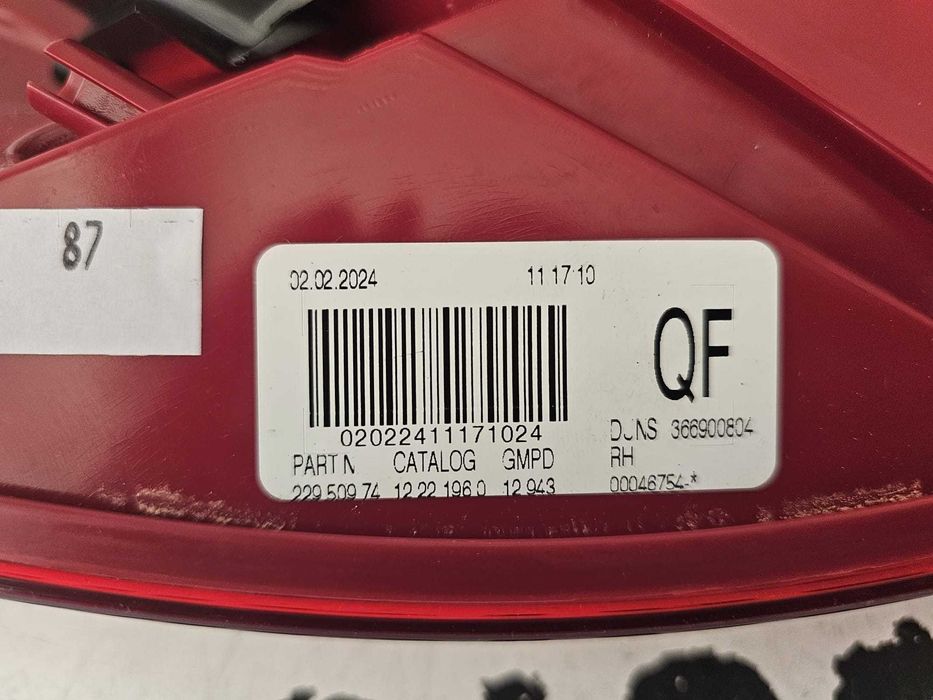 87
02.02.2024 11:17:10
QF
02022411171024
DUNS 366900804
PART N CATALOG GMPD
RH
229.509.74 12.22.196.0 12.943
00046754-*